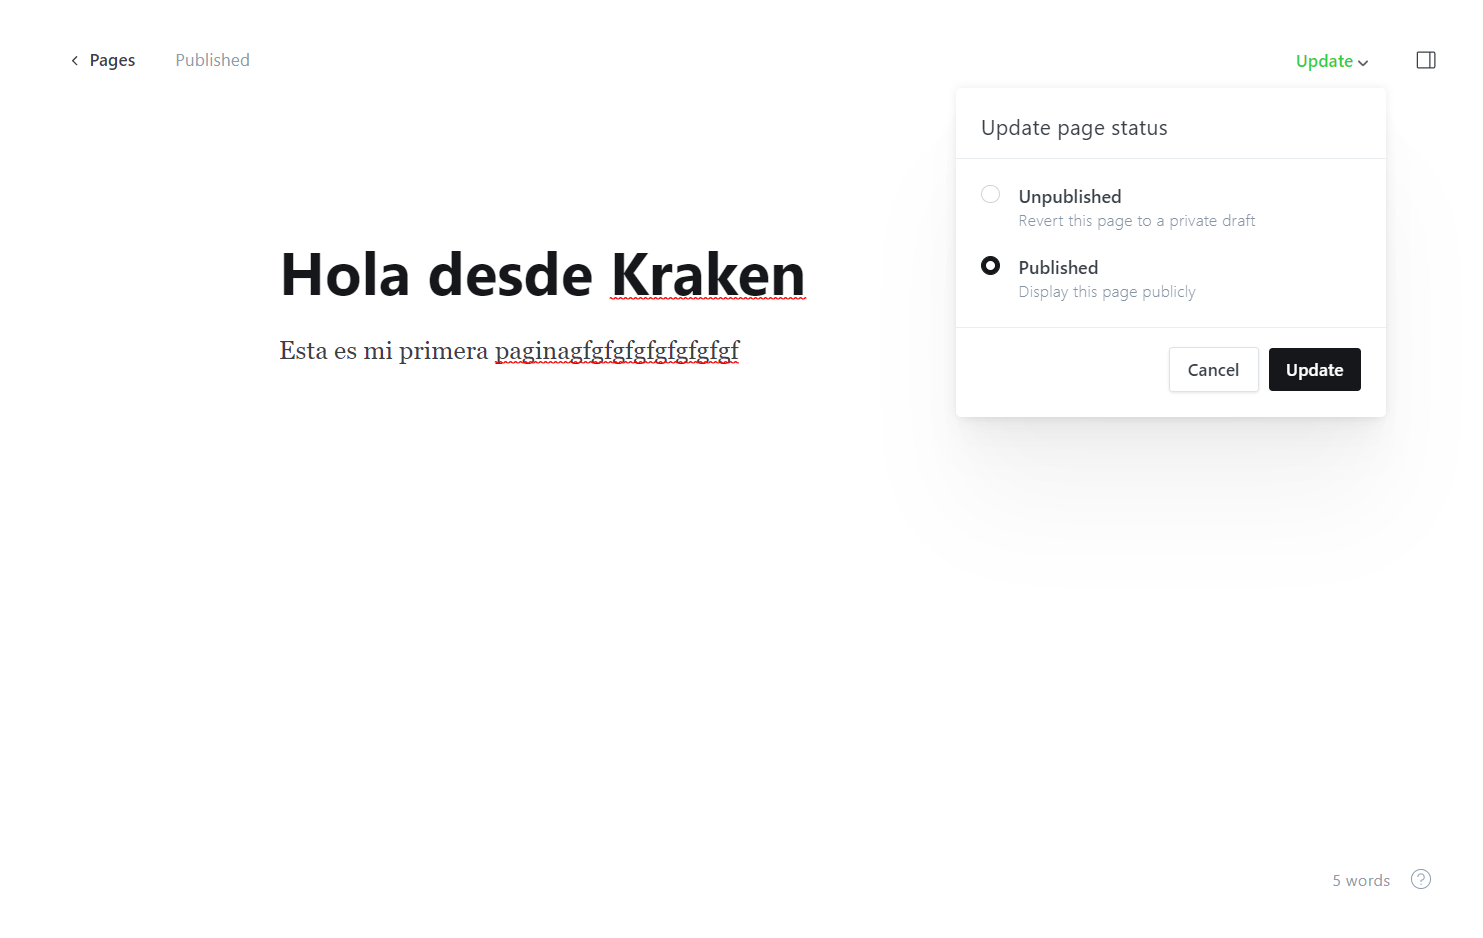 Pages
Published
Update
Update page status
Unpublished
Revert this page to a private draft
Published
Display this page publicly
Cancel
Update
Hola desde Kraken
Esta es mi primera paginagfgfgfgfgfgfgfgf
5 words
?